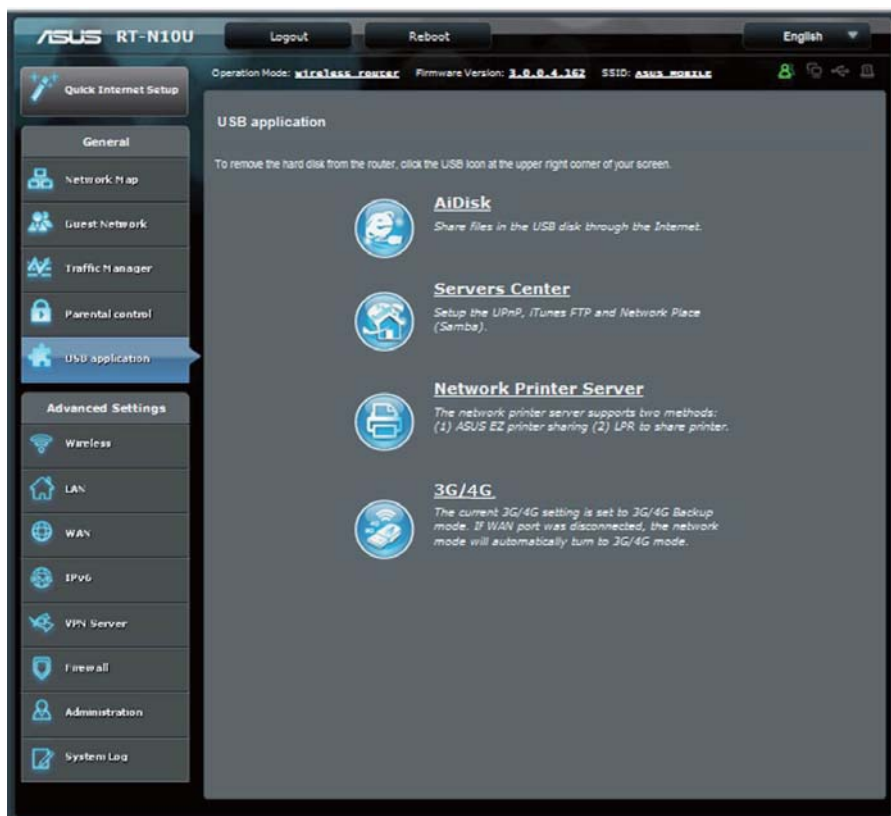 ASUS RT-N10U
Logout
Reboot
English
Quick Internet Setup
Operation Mode: wireless router Firmware Version: 3.0.0.4.162 SSID: ASUS MOBILE
General
Network Map
Guest Network
Traffic Manager
Parental control
USB application
Advanced Settings
Wireless
LAN
WAN
IPv6
VPN Server
Firewall
Administration
System Log
USB application
To remove the hard disk from the router, click the USB icon at the upper right corner of your screen.
AiDisk
Share files in the USB disk through the Internet.
Servers Center
Setup the UPnP, iTunes FTP and Network Place
(Samba).
Network Printer Server
The network printer server supports two methods:
(1) ASUS EZ printer sharing (2) LPR to share printer.
3G/4G
The current 3G/4G setting is set to 3G/4G Backup
mode. IF WAN port was disconnected, the network
mode will automatically turn to 3G/4G mode.